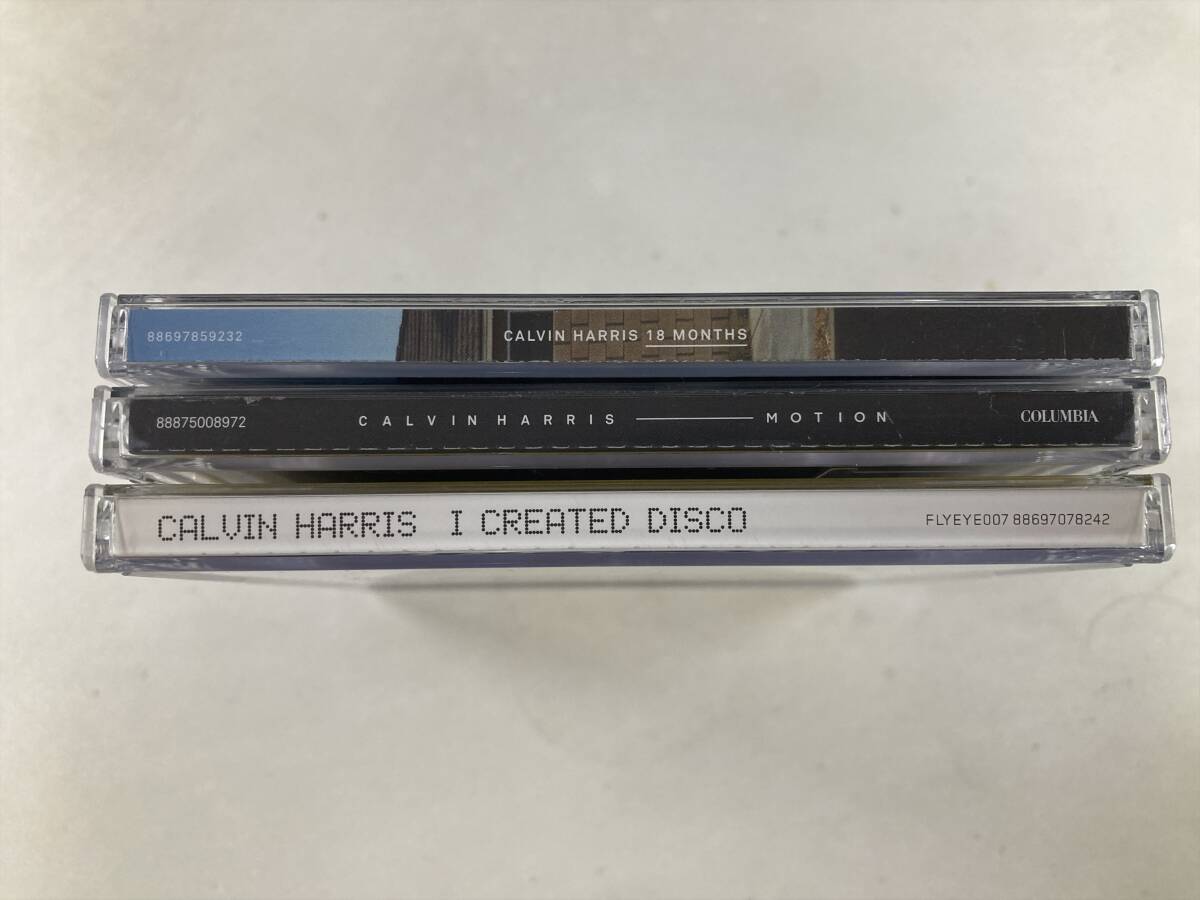 88697859232 CALVIN HARRIS 18 MONTHS
88875008972 CALVIN HARRIS MOTION COLUMBIA
CALVIN HARRIS I CREATED DISCO FLYEYE007 88697078242